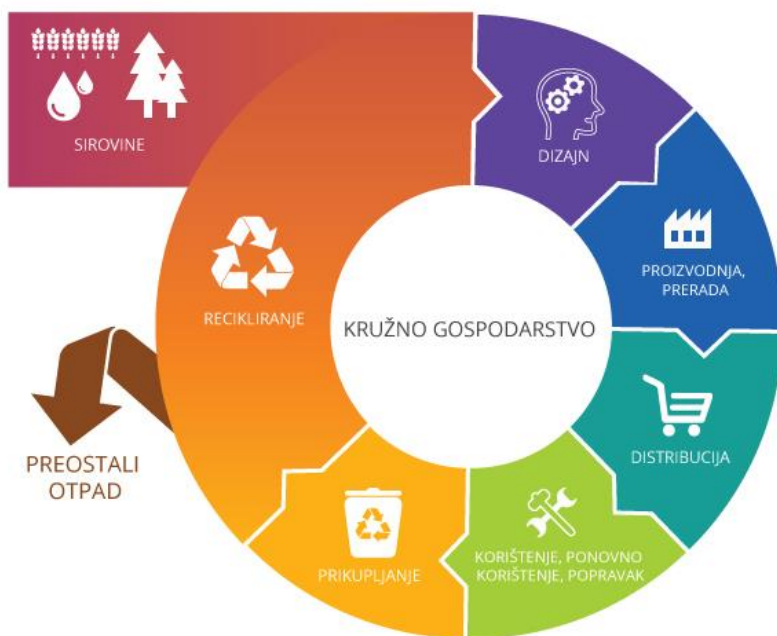 SIROVINE
DIZAJN
PROIZVODNJA,
PRERADA
RECIKLIRANJE
KRUŽNO GOSPODARSTVO
DISTRIBUCIJA
PREOSTALI
OTPAD
KORIŠTENJE, PONOVNO
KORIŠTENJE, POPRAVAK
PRIKUPLJANJE